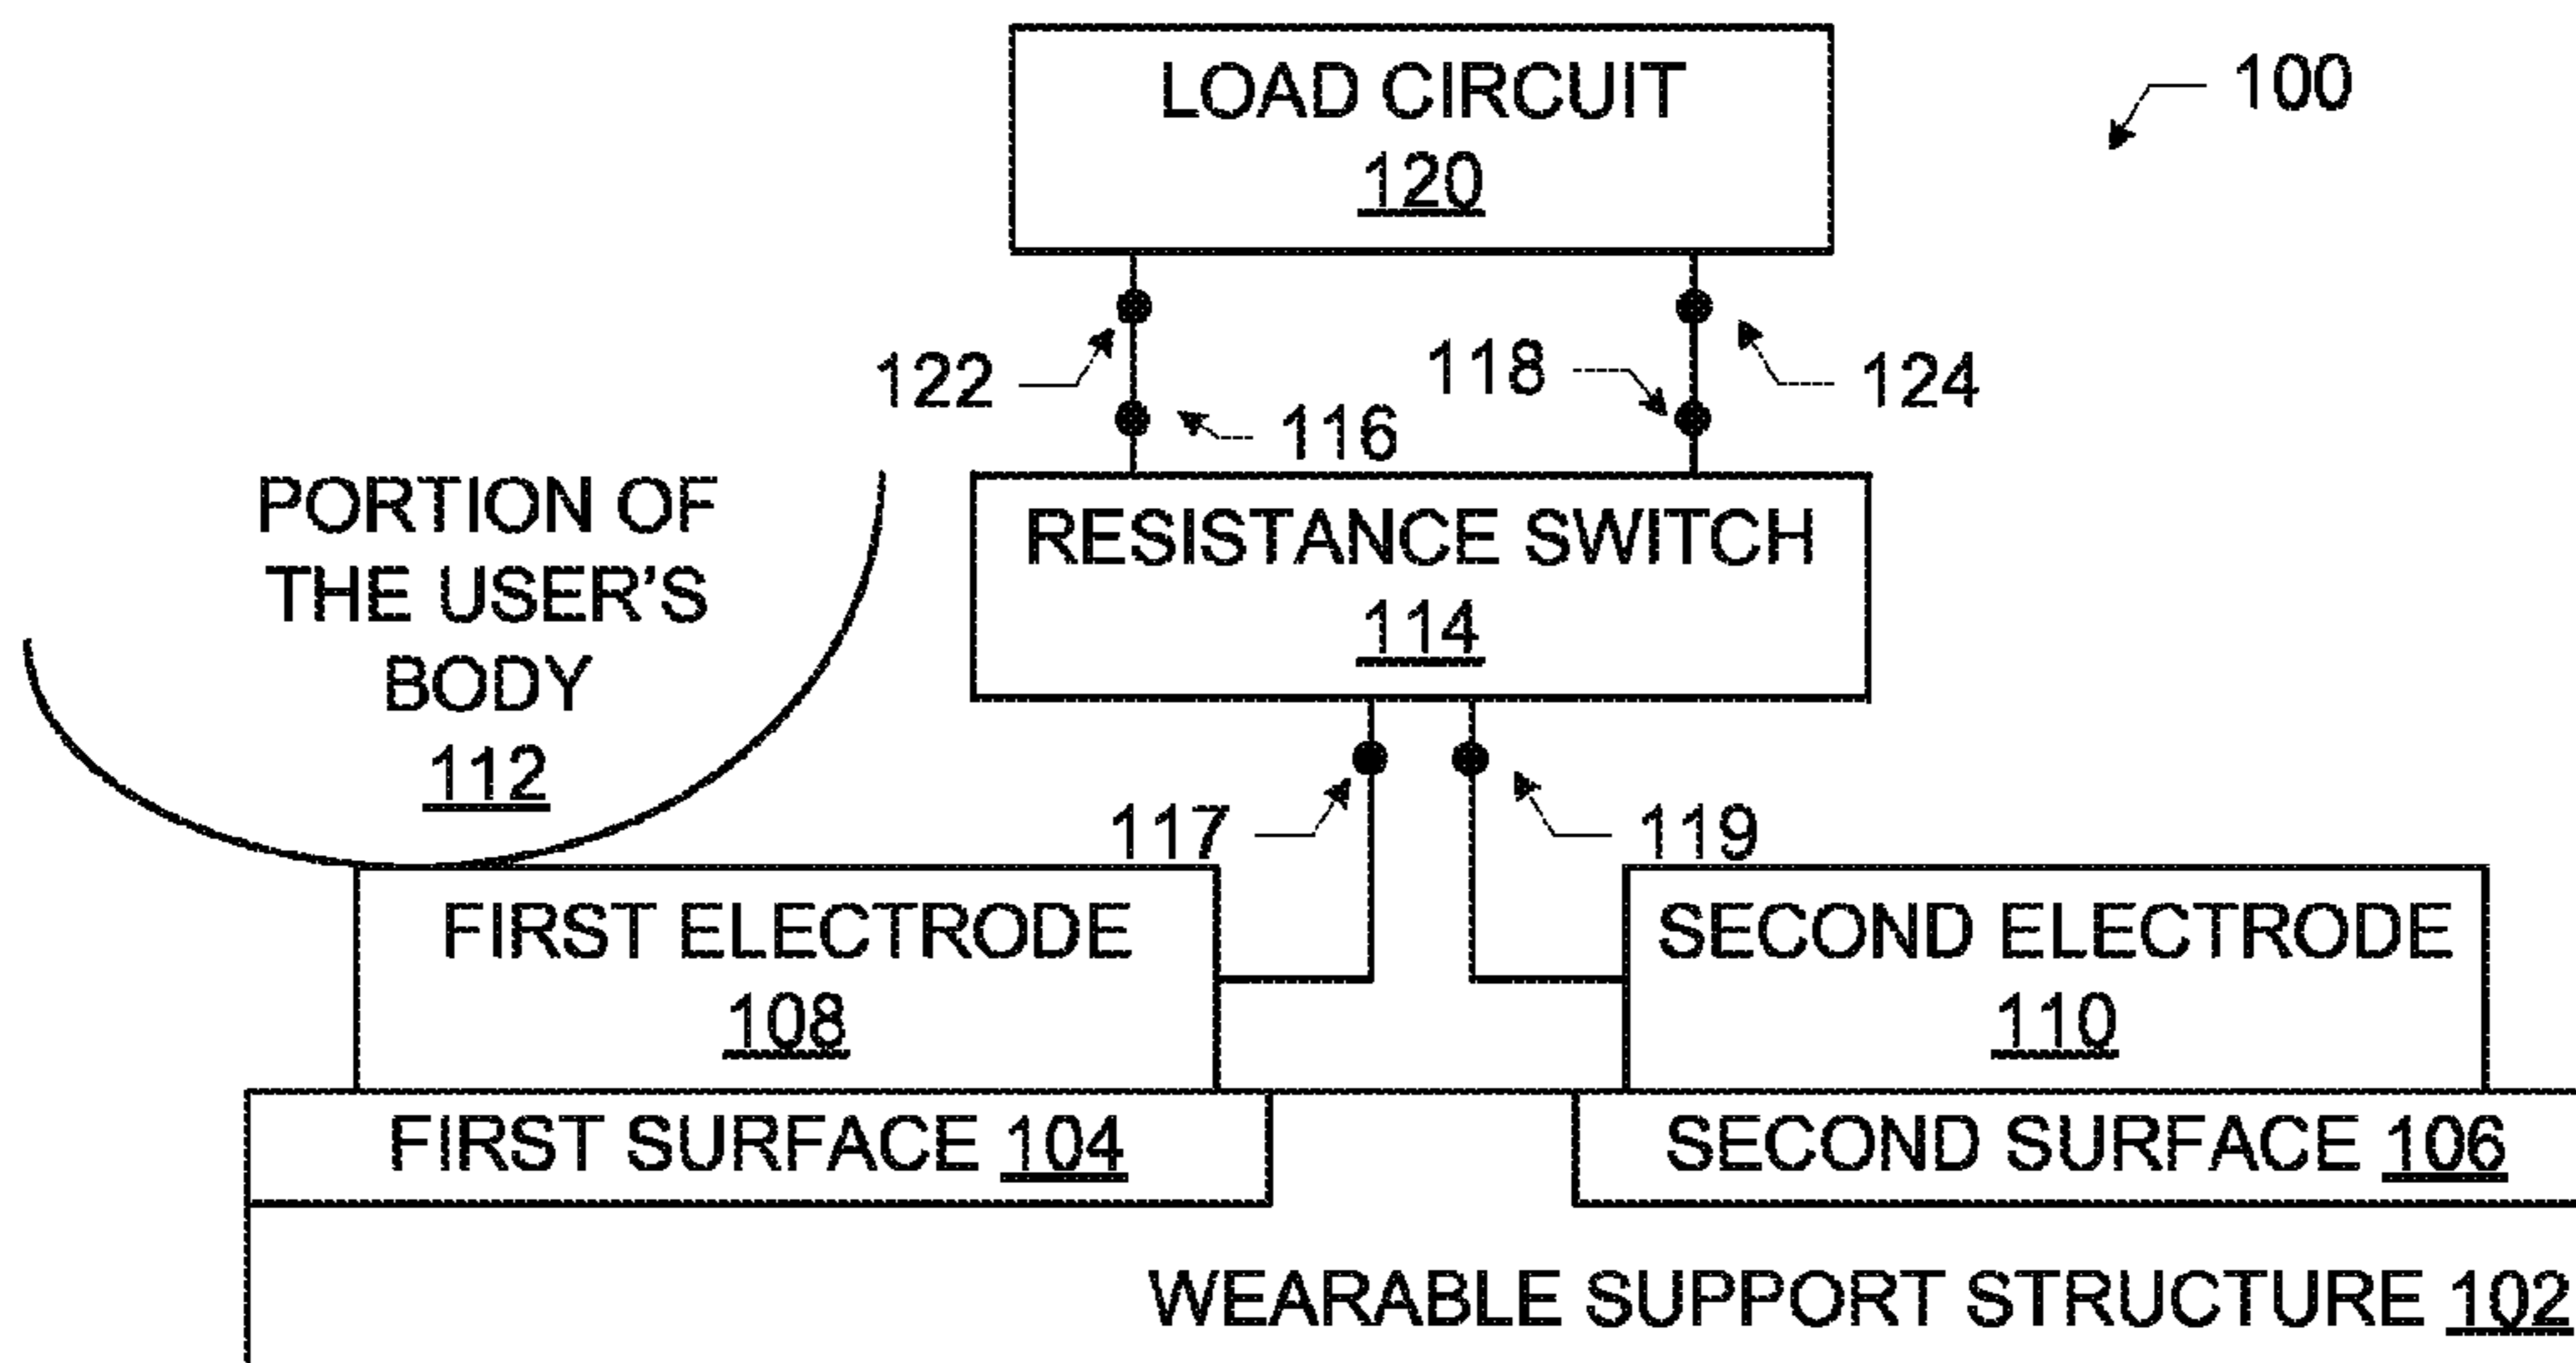 LOAD CIRCUIT
120
100
122
118
124
116
PORTION OF
THE USER'S
BODY
112
RESISTANCE SWITCH
114
117
119
FIRST ELECTRODE
108
SECOND ELECTRODE
110
FIRST SURFACE 104
SECOND SURFACE 106
WEARABLE SUPPORT STRUCTURE 102